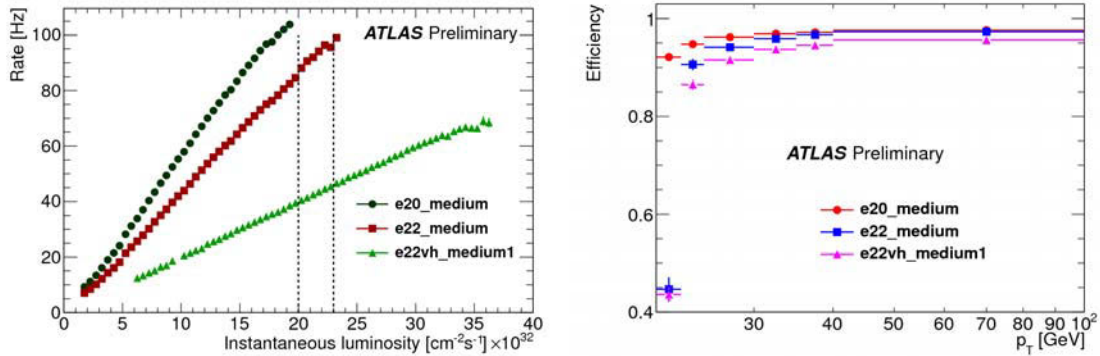 Rate [Hz]
100
80
60
40
20
0
ATLAS Preliminary
e20_medium
e22_medium
e22vh_medium1
0 5 10 15 20 25 30 35 40
Instantaneous luminosity [cm⁻²s⁻¹] ×10³²
Efficiency
1
0.8
0.6
0.4
ATLAS Preliminary
e20_medium
e22_medium
e22vh_medium1
30 40 50 60 70 80 90 10²
p_T [GeV]